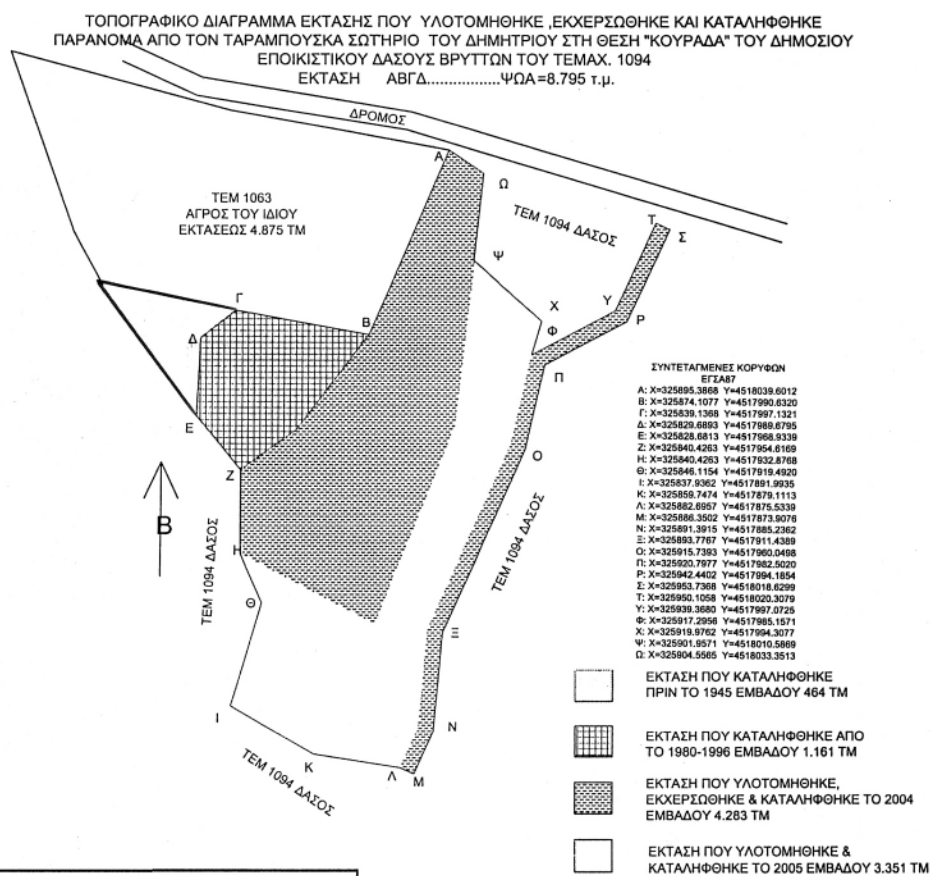 ΤΟΠΟΓΡΑΦΙΚΟ ΔΙΑΓΡΑΜΜΑ ΕΚΤΑΣΗΣ ΠΟΥ ΥΛΟΤΟΜΗΘΗΚΕ ,ΕΚΧΕΡΣΩΘΗΚΕ ΚΑΙ ΚΑΤΑΛΗΦΘΗΚΕ
ΠΑΡΑΝΟΜΑ ΑΠΟ ΤΟΝ ΤΑΡΑΜΠΟΥΣΚΑ ΣΩΤΗΡΙΟ ΤΟΥ ΔΗΜΗΤΡΙΟΥ ΣΤΗ ΘΕΣΗ "ΚΟΥΡΑΔΑ" ΤΟΥ ΔΗΜΟΣΙΟΥ
ΕΠΟΙΚΙΣΤΙΚΟΥ ΔΑΣΟΥΣ ΒΡΥΤΤΩΝ ΤΟΥ ΤΕΜΑΧ. 1094
ΕΚΤΑΣΗ ΑΒΓΔ..................ΨΩΑ=8.795 τ.μ.
ΔΡΟΜΟΣ
Α
Ω
ΤΕΜ 1063
ΑΓΡΟΣ ΤΟΥ ΙΔΙΟΥ
ΕΚΤΑΣΕΩΣ 4.875 ΤΜ
ΤΕΜ 1094 ΔΑΣΟΣ
Τ
Σ
Ψ
Γ
Χ
Υ
Β
Φ
Ρ
Δ
Π
Ε
Ο
Ζ
Β
ΤΕΜ 1094 ΔΑΣΟΣ
ΤΕΜ 1094 ΔΑΣΟΣ
Η
Θ
Ξ
Ι
Ν
Κ
Λ
Μ
ΤΕΜ 1094 ΔΑΣΟΣ
ΣΥΝΤΕΤΑΓΜΕΝΕΣ ΚΟΡΥΦΩΝ
ΕΓΣΑ87
Α: Χ=325895.3868 Υ=4518039.6012
Β: Χ=325874.1077 Υ=4517990.6320
Γ: Χ=325839.1368 Υ=4517997.1321
Δ: Χ=325829.6893 Υ=4517989.6795
Ε: Χ=325828.6813 Υ=4517968.9339
Ζ: Χ=325840.4263 Υ=4517954.6169
Η: Χ=325840.4263 Υ=4517932.8768
Θ: Χ=325846.1154 Υ=4517919.4920
Ι: Χ=325837.9362 Υ=4517891.9935
Κ: Χ=325859.7474 Υ=4517879.1113
Λ: Χ=325882.6957 Υ=4517875.5339
Μ: Χ=325886.3502 Υ=4517873.9076
Ν: Χ=325891.3915 Υ=4517885.2362
Ξ: Χ=325893.7767 Υ=4517911.4389
Ο: Χ=325915.7393 Υ=4517960.0498
Π: Χ=325920.7977 Υ=4517982.5020
Ρ: Χ=325942.4402 Υ=4517994.1854
Σ: Χ=325953.7368 Υ=4518018.6299
Τ: Χ=325950.1058 Υ=4518020.3079
Υ: Χ=325939.3680 Υ=4517997.0725
Φ: Χ=325917.2956 Υ=4517985.1571
Χ: Χ=325919.9762 Υ=4517994.3077
Ψ: Χ=325901.9571 Υ=4518010.5869
Ω: Χ=325904.5565 Υ=4518033.3513
ΕΚΤΑΣΗ ΠΟΥ ΚΑΤΑΛΗΦΘΗΚΕ
ΠΡΙΝ ΤΟ 1945 ΕΜΒΑΔΟΥ 464 ΤΜ
ΕΚΤΑΣΗ ΠΟΥ ΚΑΤΑΛΗΦΘΗΚΕ ΑΠΟ
ΤΟ 1980-1996 ΕΜΒΑΔΟΥ 1.161 ΤΜ
ΕΚΤΑΣΗ ΠΟΥ ΥΛΟΤΟΜΗΘΗΚΕ,
ΕΚΧΕΡΣΩΘΗΚΕ & ΚΑΤΑΛΗΦΘΗΚΕ ΤΟ 2004
ΕΜΒΑΔΟΥ 4.283 ΤΜ
ΕΚΤΑΣΗ ΠΟΥ ΥΛΟΤΟΜΗΘΗΚΕ &
ΚΑΤΑΛΗΦΘΗΚΕ ΤΟ 2005 ΕΜΒΑΔΟΥ 3.351 ΤΜ